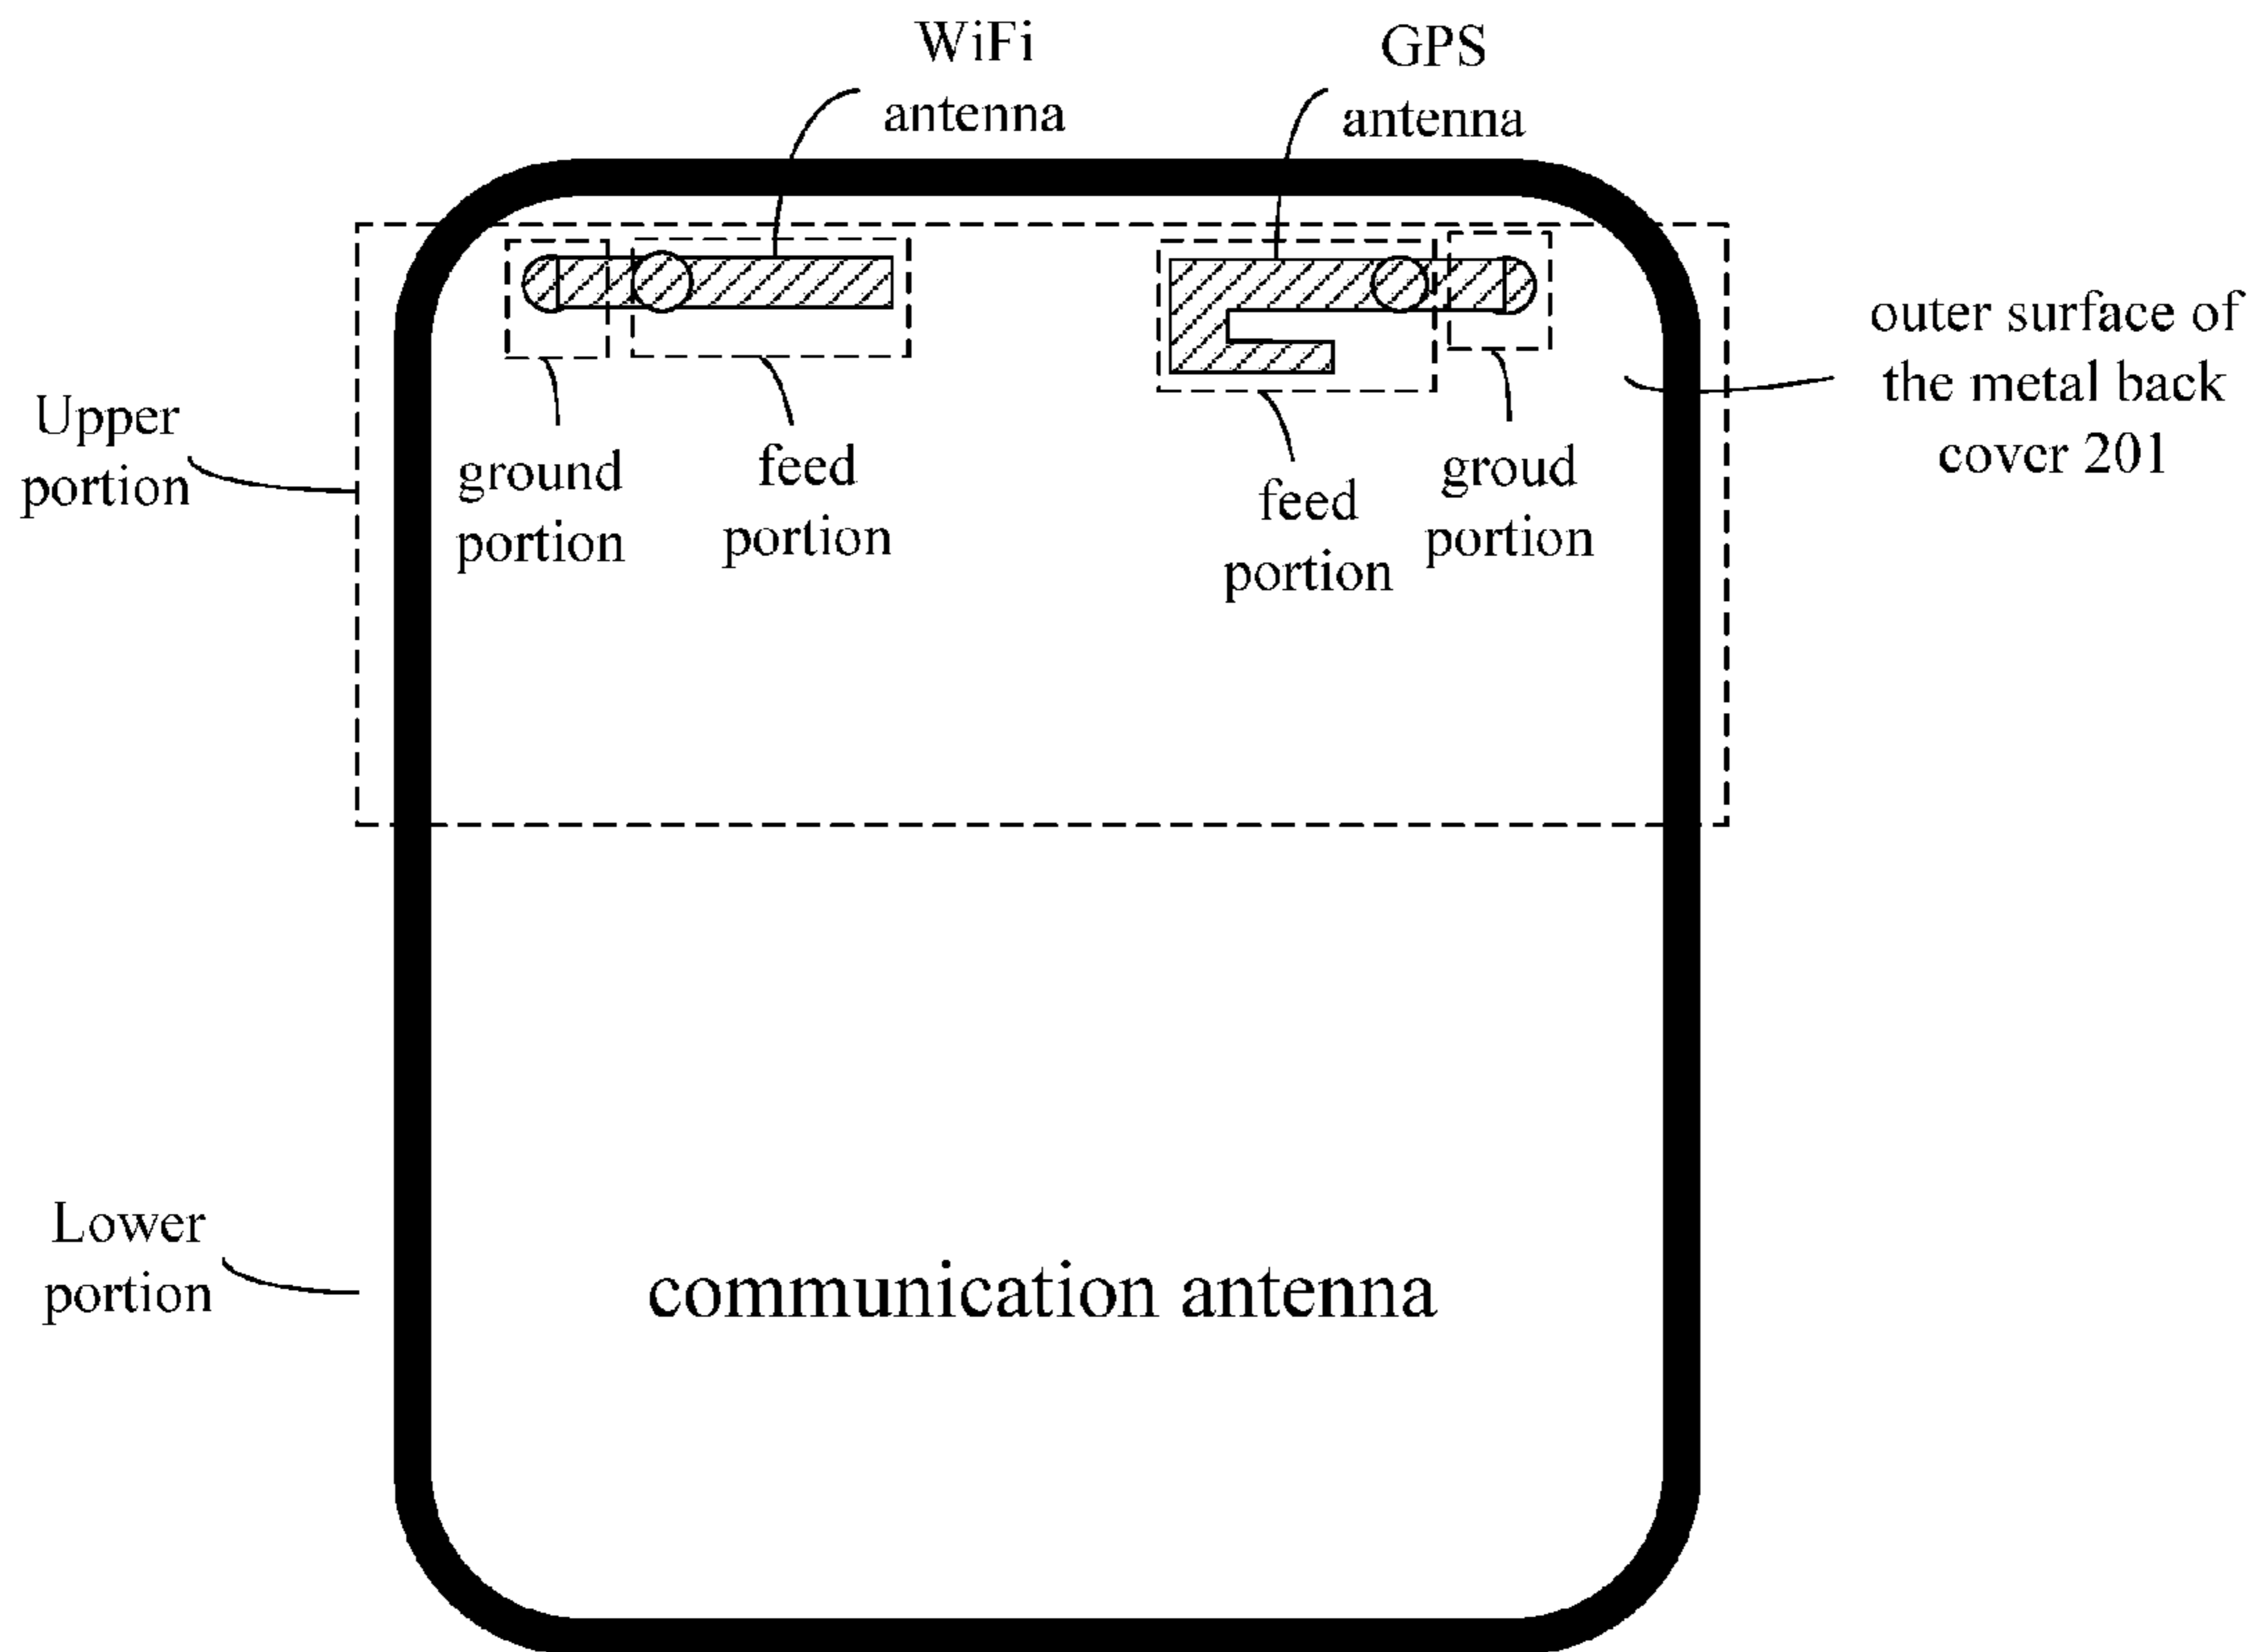 WiFi
antenna
GPS
antenna
outer surface of
the metal back
cover 201
Upper
portion
ground
portion
feed
portion
feed
portion
groud
portion
Lower
portion
communication antenna